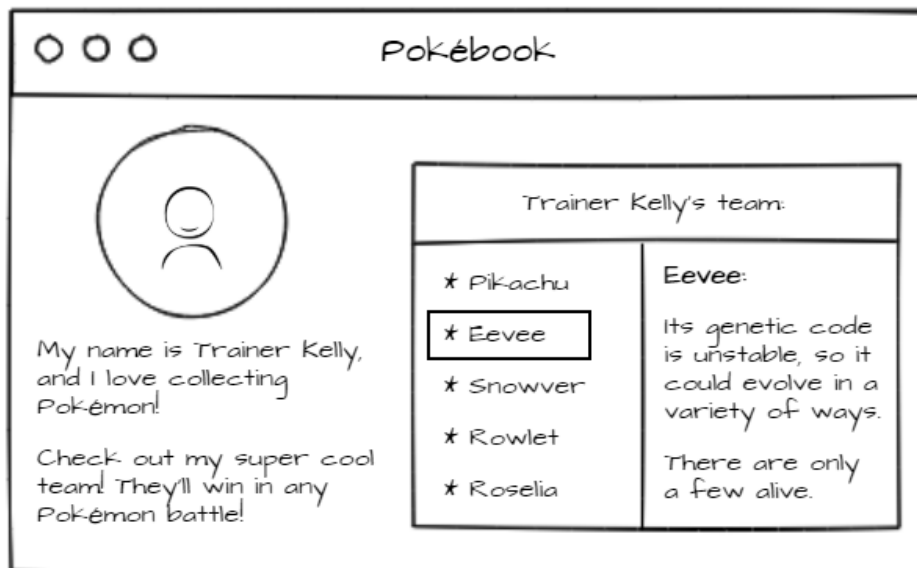 Pokébook
My name is Trainer Kelly,
and I love collecting
Pokémon!
Check out my super cool
team! They'll win in any
Pokémon battle!
Trainer Kelly's team:
* Pikachu
* Eevee
* Snowver
* Rowlet
* Roselia
Eevee:
Its genetic code
is unstable, so it
could evolve in a
variety of ways.
There are only
a few alive.